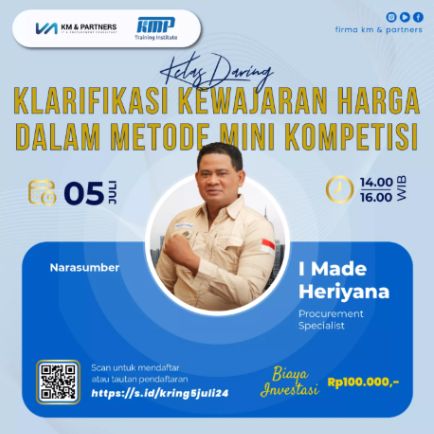 KM & PARTNERS
KMP
Training Institute
firma km & partners
Kelas Daring
KLARIFIKASI KEWAJARAN HARGA
DALAM METODE MINI KOMPETISI
05 JULI
14.00
16.00 WIB
Narasumber
I Made
Heriyana
Procurement
Specialist
Scan untuk mendaftar
atau tautan pendaftaran
https://s.id/kring5juli24
Biaya
Investasi
Rp100.000,-